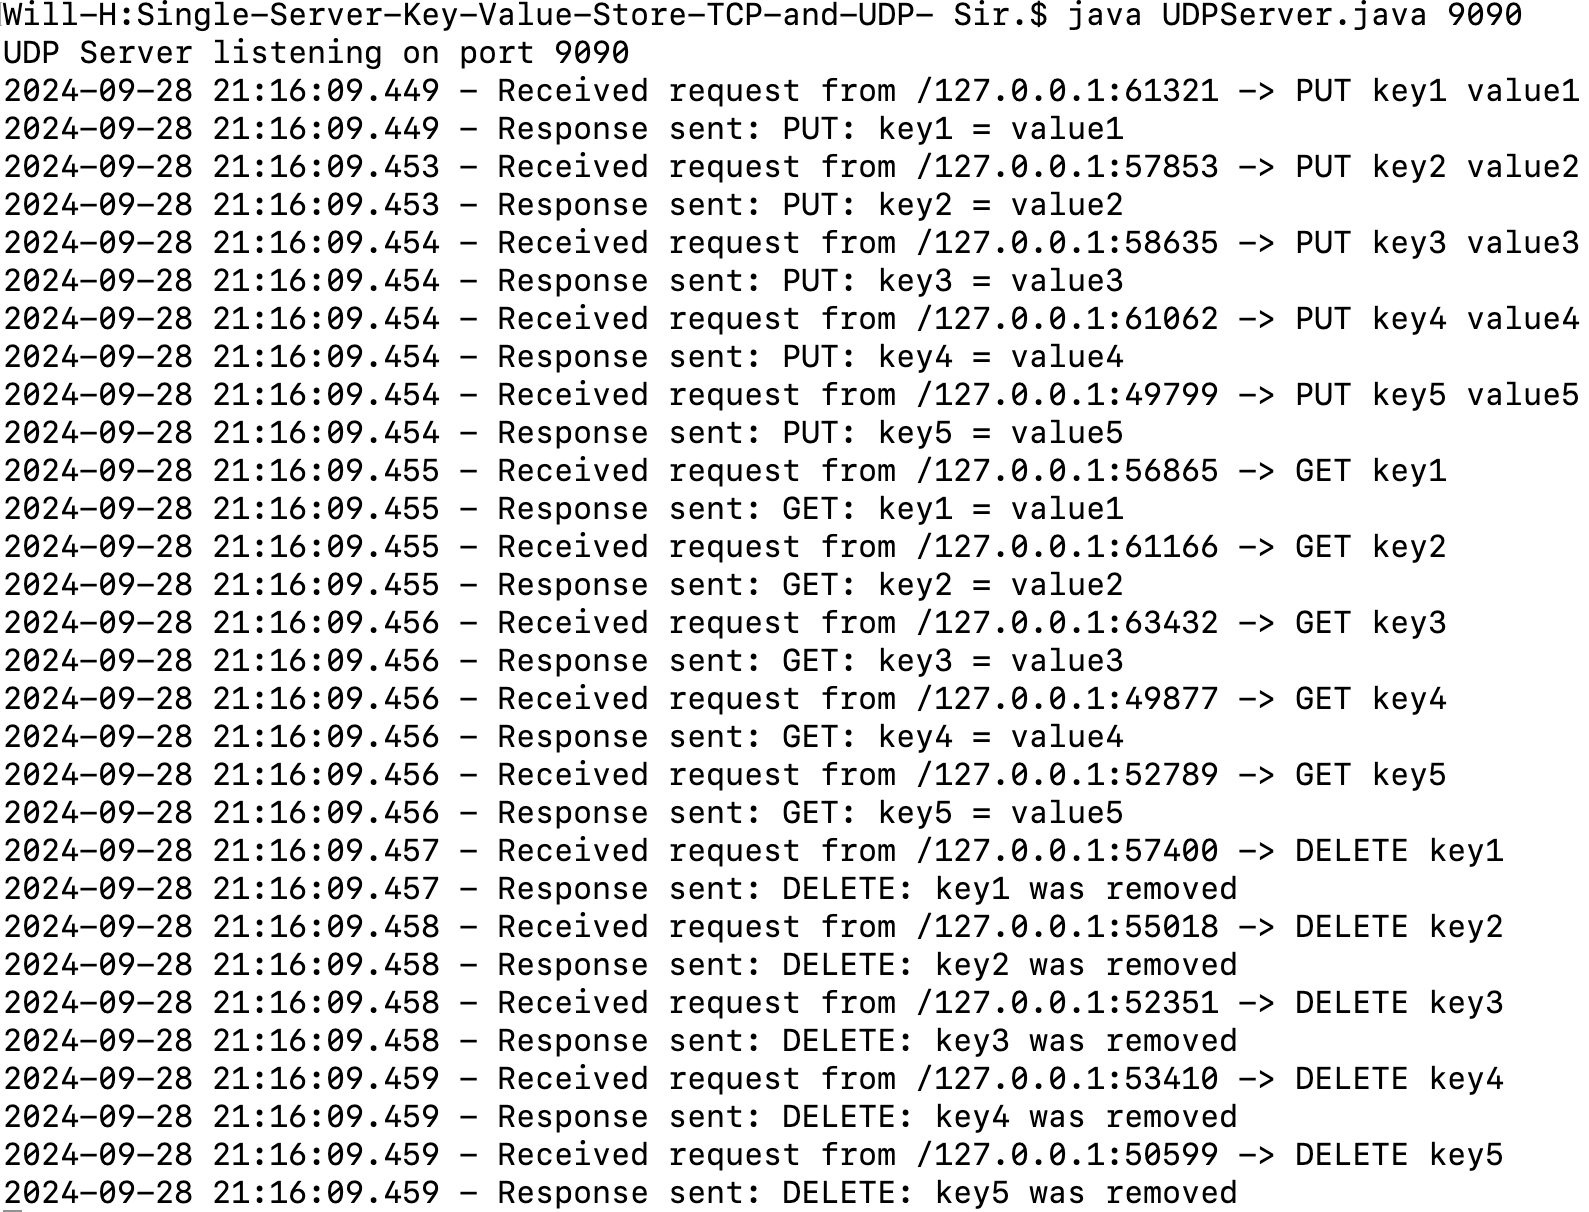 Will-H:Single-Server-Key-Value-Store-TCP-and-UDP- Sir.$ java UDPServer.java 9090
UDP Server listening on port 9090
2024-09-28 21:16:09.449 - Received request from /127.0.0.1:61321 -> PUT key1 value1
2024-09-28 21:16:09.449 - Response sent: PUT: key1 = value1
2024-09-28 21:16:09.453 - Received request from /127.0.0.1:57853 -> PUT key2 value2
2024-09-28 21:16:09.453 - Response sent: PUT: key2 = value2
2024-09-28 21:16:09.454 - Received request from /127.0.0.1:58635 -> PUT key3 value3
2024-09-28 21:16:09.454 - Response sent: PUT: key3 = value3
2024-09-28 21:16:09.454 - Received request from /127.0.0.1:61062 -> PUT key4 value4
2024-09-28 21:16:09.454 - Response sent: PUT: key4 = value4
2024-09-28 21:16:09.454 - Received request from /127.0.0.1:49799 -> PUT key5 value5
2024-09-28 21:16:09.454 - Response sent: PUT: key5 = value5
2024-09-28 21:16:09.455 - Received request from /127.0.0.1:56865 -> GET key1
2024-09-28 21:16:09.455 - Response sent: GET: key1 = value1
2024-09-28 21:16:09.455 - Received request from /127.0.0.1:61166 -> GET key2
2024-09-28 21:16:09.455 - Response sent: GET: key2 = value2
2024-09-28 21:16:09.456 - Received request from /127.0.0.1:63432 -> GET key3
2024-09-28 21:16:09.456 - Response sent: GET: key3 = value3
2024-09-28 21:16:09.456 - Received request from /127.0.0.1:49877 -> GET key4
2024-09-28 21:16:09.456 - Response sent: GET: key4 = value4
2024-09-28 21:16:09.456 - Received request from /127.0.0.1:52789 -> GET key5
2024-09-28 21:16:09.456 - Response sent: GET: key5 = value5
2024-09-28 21:16:09.457 - Received request from /127.0.0.1:57400 -> DELETE key1
2024-09-28 21:16:09.457 - Response sent: DELETE: key1 was removed
2024-09-28 21:16:09.458 - Received request from /127.0.0.1:55018 -> DELETE key2
2024-09-28 21:16:09.458 - Response sent: DELETE: key2 was removed
2024-09-28 21:16:09.458 - Received request from /127.0.0.1:52351 -> DELETE key3
2024-09-28 21:16:09.458 - Response sent: DELETE: key3 was removed
2024-09-28 21:16:09.459 - Received request from /127.0.0.1:53410 -> DELETE key4
2024-09-28 21:16:09.459 - Response sent: DELETE: key4 was removed
2024-09-28 21:16:09.459 - Received request from /127.0.0.1:50599 -> DELETE key5
2024-09-28 21:16:09.459 - Response sent: DELETE: key5 was removed